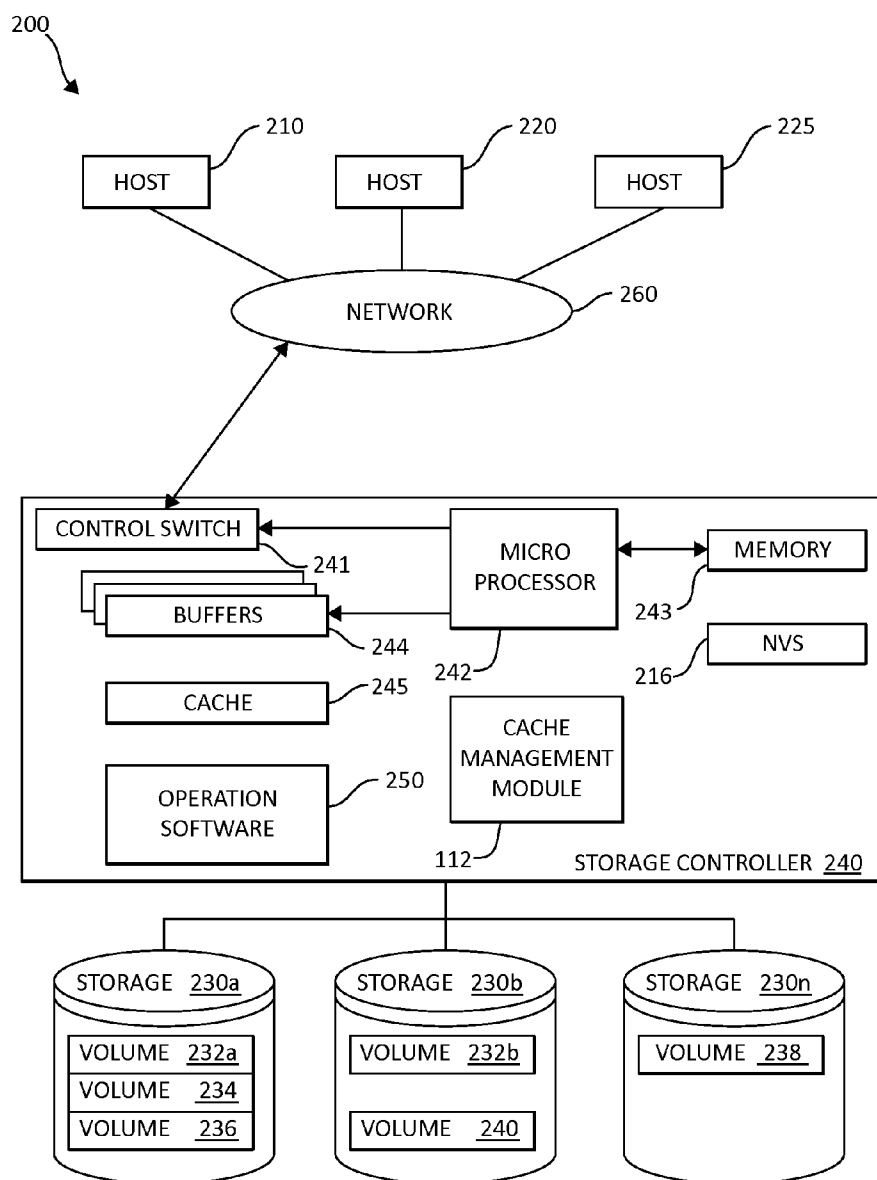 200
210
220
225
HOST
HOST
HOST
NETWORK
260
CONTROL SWITCH
241
MICRO
PROCESSOR
242
MEMORY
243
BUFFERS
244
NVS
216
CACHE
245
CACHE
MANAGEMENT
MODULE
112
OPERATION
SOFTWARE
250
STORAGE CONTROLLER 240
STORAGE 230a
STORAGE 230b
STORAGE 230n
VOLUME 232a
VOLUME 234
VOLUME 236
VOLUME 232b
VOLUME 240
VOLUME 238